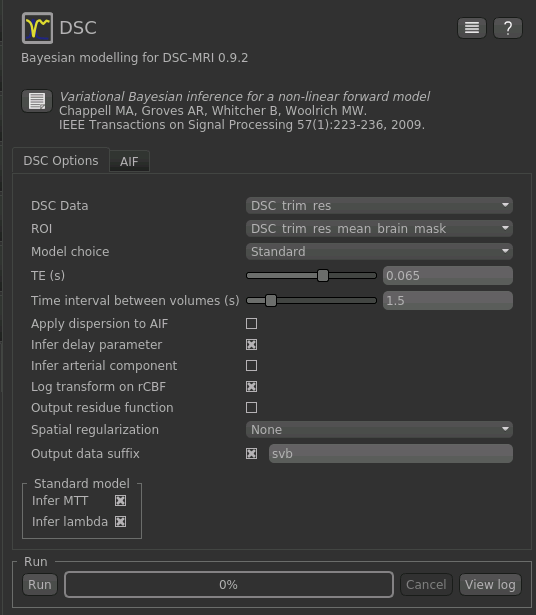 DSC
?
Bayesian modelling for DSC-MRI 0.9.2
Variational Bayesian inference for a non-linear forward model
Chappell MA, Groves AR, Whitcher B, Woolrich MW.
IEEE Transactions on Signal Processing 57(1):223-236, 2009.
DSC Options AIF
DSC Data DSC_trim_res
ROI DSC_trim_res_mean_brain_mask
Model choice Standard
TE (s) 0.065
Time interval between volumes (s) 1.5
Apply dispersion to AIF
Infer delay parameter
Infer arterial component
Log transform on rCBF
Output residue function
Spatial regularization None
Output data suffix svb
Standard model
Infer MTT
Infer lambda
Run
Run 0% Cancel View log